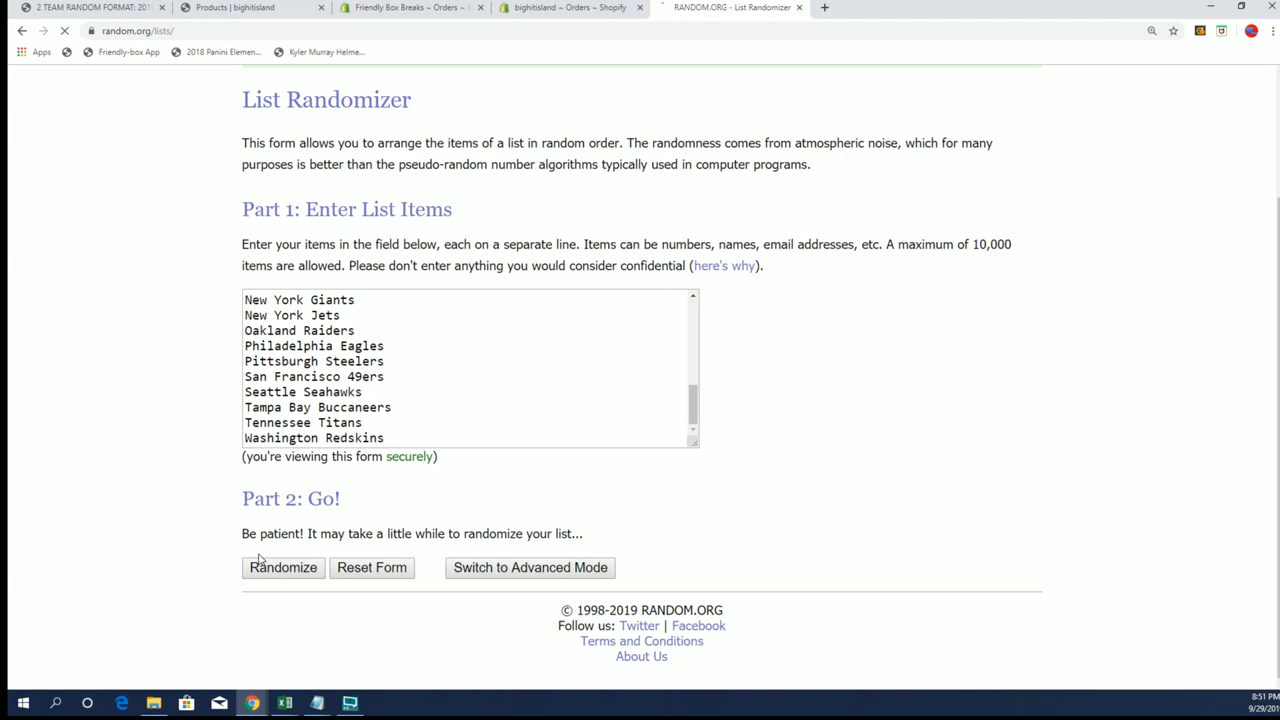 2 TEAM RANDOM FORMAT: 201
Products | bighitisland
Friendly Box Breaks ~ Orders ~ S
bighitisland ~ Orders ~ Shopify
RANDOM.ORG - List Randomizer
random.org/lists/
Apps
Friendly-box App
2018 Panini Elemen...
Kyler Murray Helme...
List Randomizer
This form allows you to arrange the items of a list in random order. The randomness comes from atmospheric noise, which for many
purposes is better than the pseudo-random number algorithms typically used in computer programs.
Part 1: Enter List Items
Enter your items in the field below, each on a separate line. Items can be numbers, names, email addresses, etc. A maximum of 10,000
items are allowed. Please don't enter anything you would consider confidential (here's why).
New York Giants
New York Jets
Oakland Raiders
Philadelphia Eagles
Pittsburgh Steelers
San Francisco 49ers
Seattle Seahawks
Tampa Bay Buccaneers
Tennessee Titans
Washington Redskins
(you're viewing this form securely)
Part 2: Go!
Be patient! It may take a little while to randomize your list...
Randomize Reset Form Switch to Advanced Mode
© 1998-2019 RANDOM.ORG
Follow us: Twitter | Facebook
Terms and Conditions
About Us
8:51 PM
9/29/201